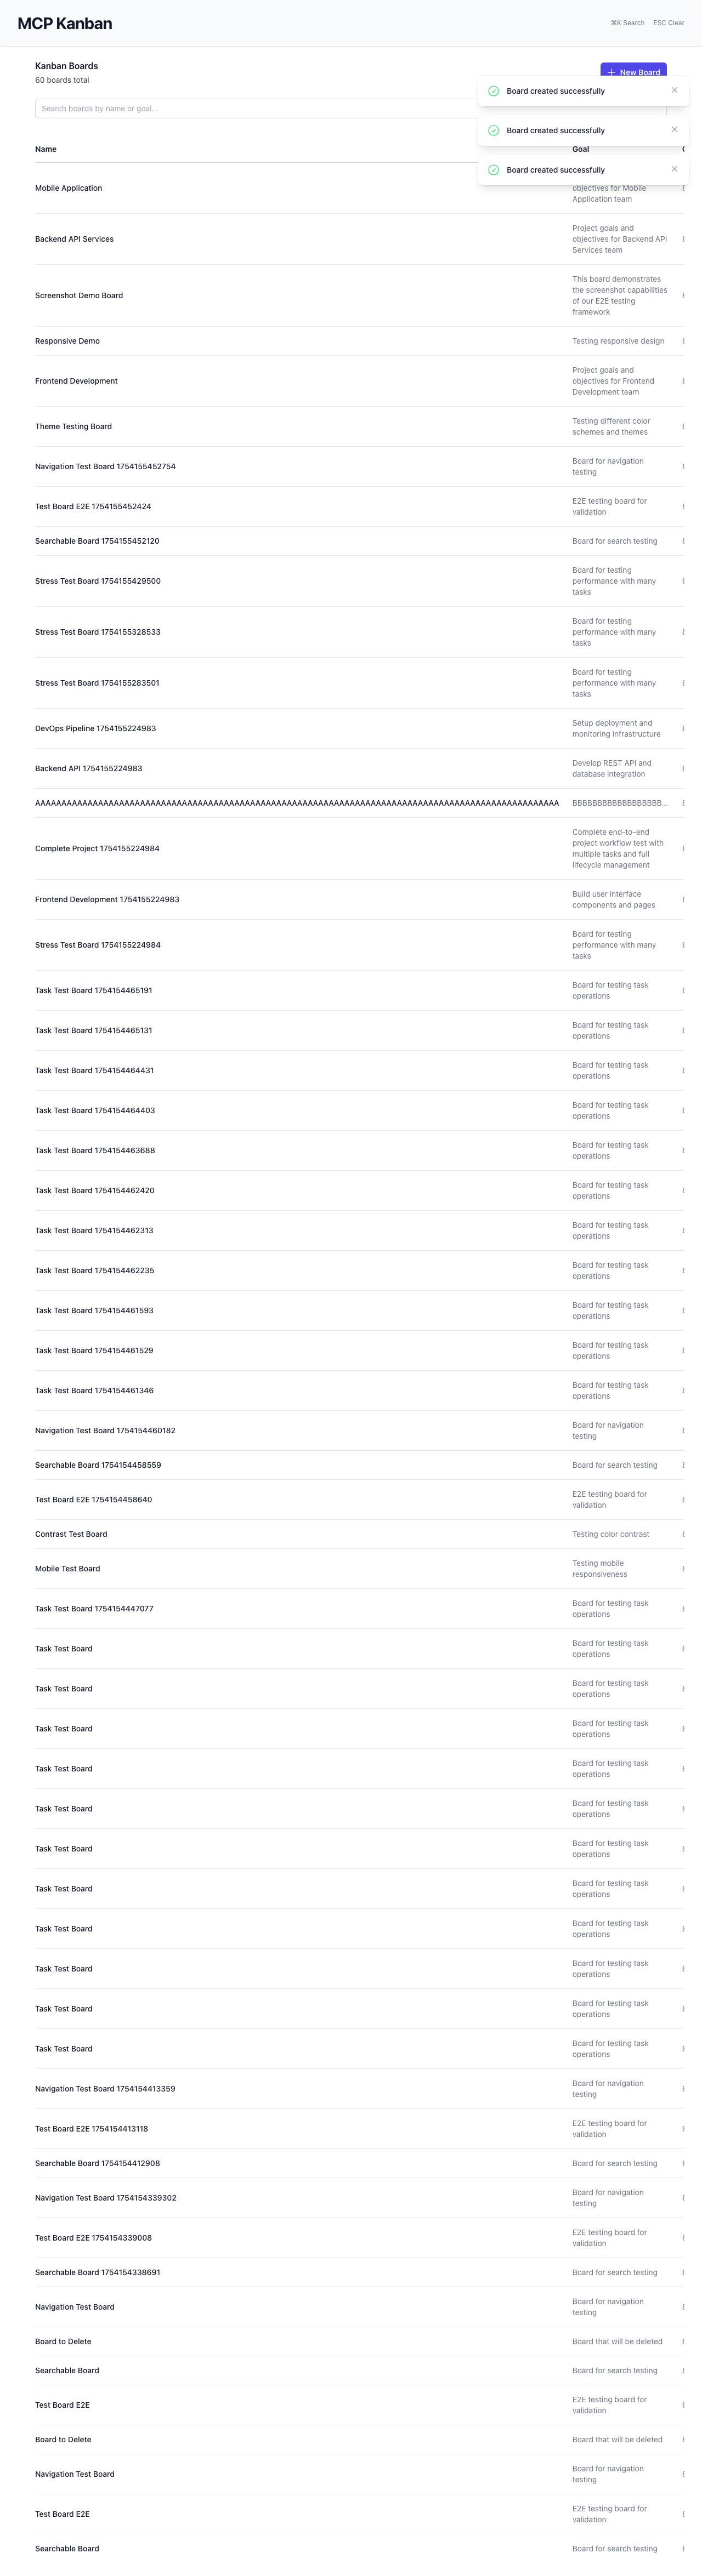 MCP Kanban
⌘K Search ESC Clear
Kanban Boards
60 boards total
New Board
Board created successfully
Search boards by name or goal...
Board created successfully
Name Goal
Board created successfully
Mobile Application
objectives for Mobile
Application team
Backend API Services
Project goals and
objectives for Backend API
Services team
Screenshot Demo Board
This board demonstrates
the screenshot capabilities
of our E2E testing
framework
Responsive Demo
Testing responsive design
Frontend Development
Project goals and
objectives for Frontend
Development team
Theme Testing Board
Testing different color
schemes and themes
Navigation Test Board 1754155452754
Board for navigation
testing
Test Board E2E 1754155452424
E2E testing board for
validation
Searchable Board 1754155452120
Board for search testing
Stress Test Board 1754155429500
Board for testing
performance with many
tasks
Stress Test Board 1754155328533
Board for testing
performance with many
tasks
Stress Test Board 1754155283501
Board for testing
performance with many
tasks
DevOps Pipeline 1754155224983
Setup deployment and
monitoring infrastructure
Backend API 1754155224983
Develop REST API and
database integration
AAAAAAAAAAAAAAAAAAAAAAAAAAAAAAAAAAAAAAAAAAAAAAAAAAAAAAAAAAAAAAAAAAAAAAAAAAAAAAAAAAAAAAAAAAAAAAAAAAAA
BBBBBBBBBBBBBBBBBB...
Complete Project 1754155224984
Complete end-to-end
project workflow test with
multiple tasks and full
lifecycle management
Frontend Development 1754155224983
Build user interface
components and pages
Stress Test Board 1754155224984
Board for testing
performance with many
tasks
Task Test Board 1754154465191
Board for testing task
operations
Task Test Board 1754154465131
Board for testing task
operations
Task Test Board 1754154464431
Board for testing task
operations
Task Test Board 1754154464403
Board for testing task
operations
Task Test Board 1754154463688
Board for testing task
operations
Task Test Board 1754154462420
Board for testing task
operations
Task Test Board 1754154462313
Board for testing task
operations
Task Test Board 1754154462235
Board for testing task
operations
Task Test Board 1754154461593
Board for testing task
operations
Task Test Board 1754154461529
Board for testing task
operations
Task Test Board 1754154461346
Board for testing task
operations
Navigation Test Board 1754154460182
Board for navigation
testing
Searchable Board 1754154458559
Board for search testing
Test Board E2E 1754154458640
E2E testing board for
validation
Contrast Test Board
Testing color contrast
Mobile Test Board
Testing mobile
responsiveness
Task Test Board 1754154447077
Board for testing task
operations
Task Test Board
Board for testing task
operations
Task Test Board
Board for testing task
operations
Task Test Board
Board for testing task
operations
Task Test Board
Board for testing task
operations
Task Test Board
Board for testing task
operations
Task Test Board
Board for testing task
operations
Task Test Board
Board for testing task
operations
Task Test Board
Board for testing task
operations
Task Test Board
Board for testing task
operations
Task Test Board
Board for testing task
operations
Task Test Board
Board for testing task
operations
Navigation Test Board 1754154413359
Board for navigation
testing
Test Board E2E 1754154413118
E2E testing board for
validation
Searchable Board 1754154412908
Board for search testing
Navigation Test Board 1754154339302
Board for navigation
testing
Test Board E2E 1754154339008
E2E testing board for
validation
Searchable Board 1754154338691
Board for search testing
Navigation Test Board
Board for navigation
testing
Board to Delete
Board that will be deleted
Searchable Board
Board for search testing
Test Board E2E
E2E testing board for
validation
Board to Delete
Board that will be deleted
Navigation Test Board
Board for navigation
testing
Test Board E2E
E2E testing board for
validation
Searchable Board
Board for search testing